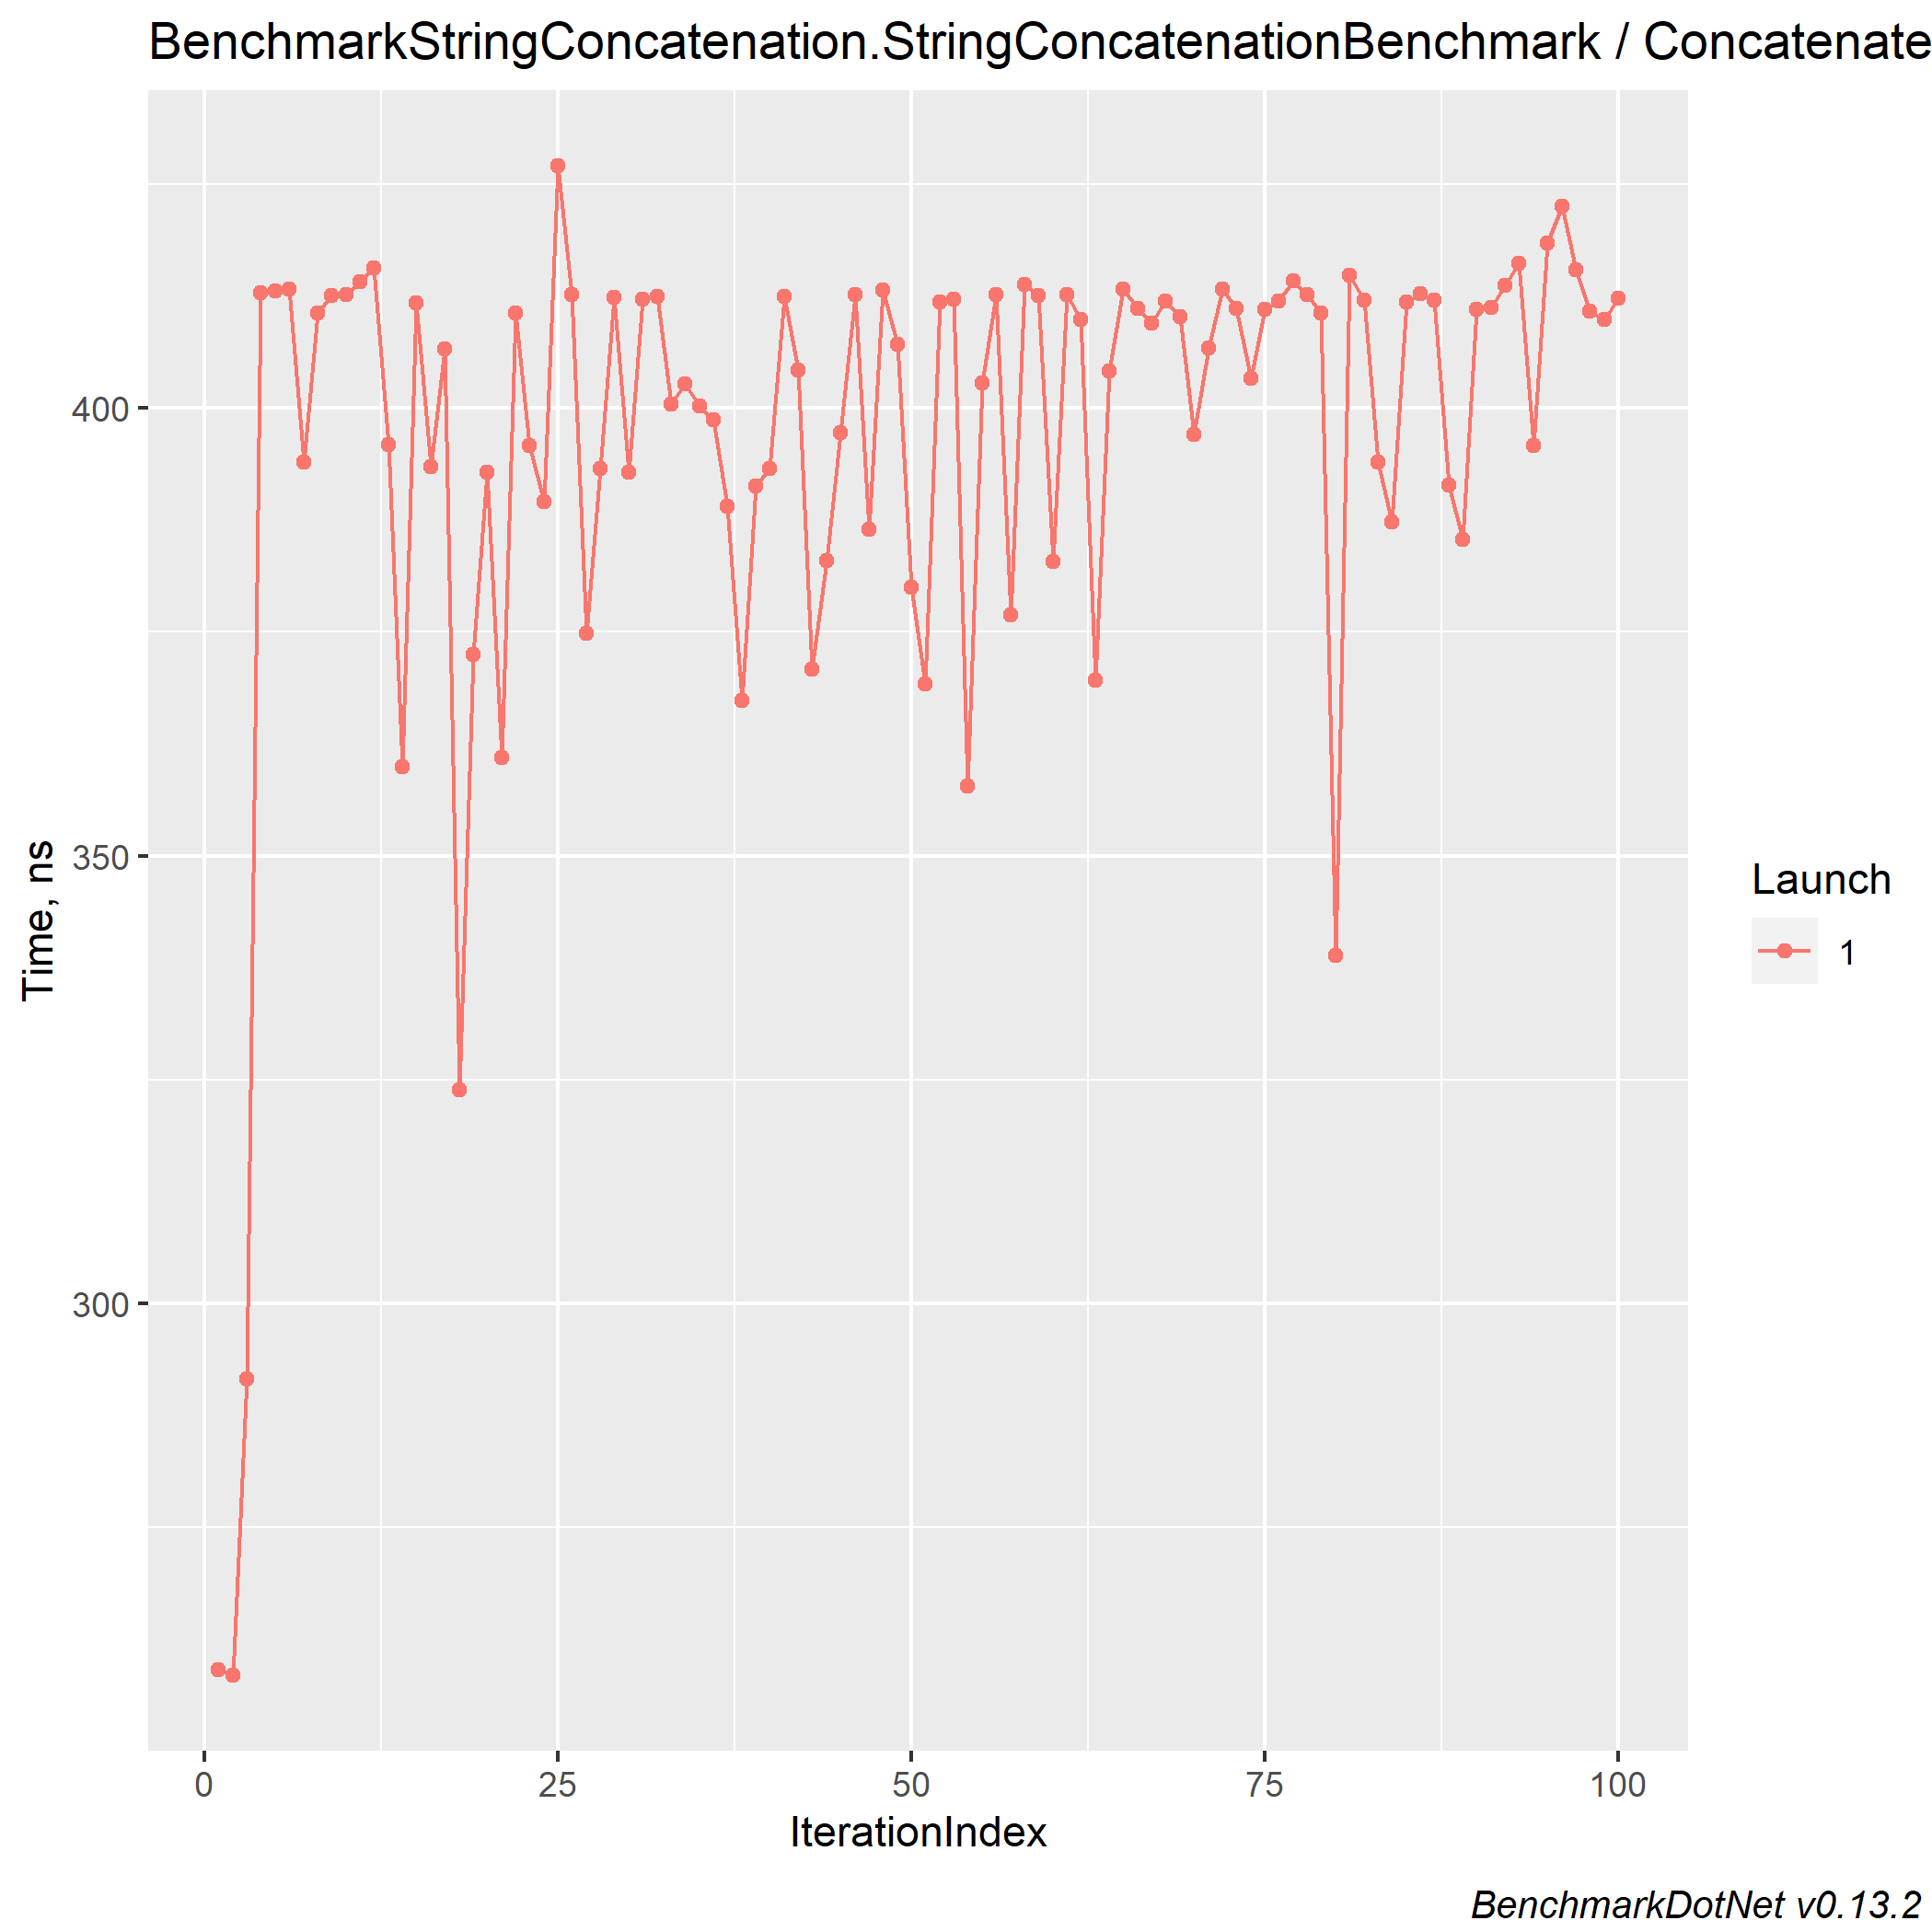 BenchmarkStringConcatenation.StringConcatenationBenchmark / Concatenate
400
350
300
Time, ns
0 25 50 75 100
IterationIndex
Launch
1
BenchmarkDotNet v0.13.2